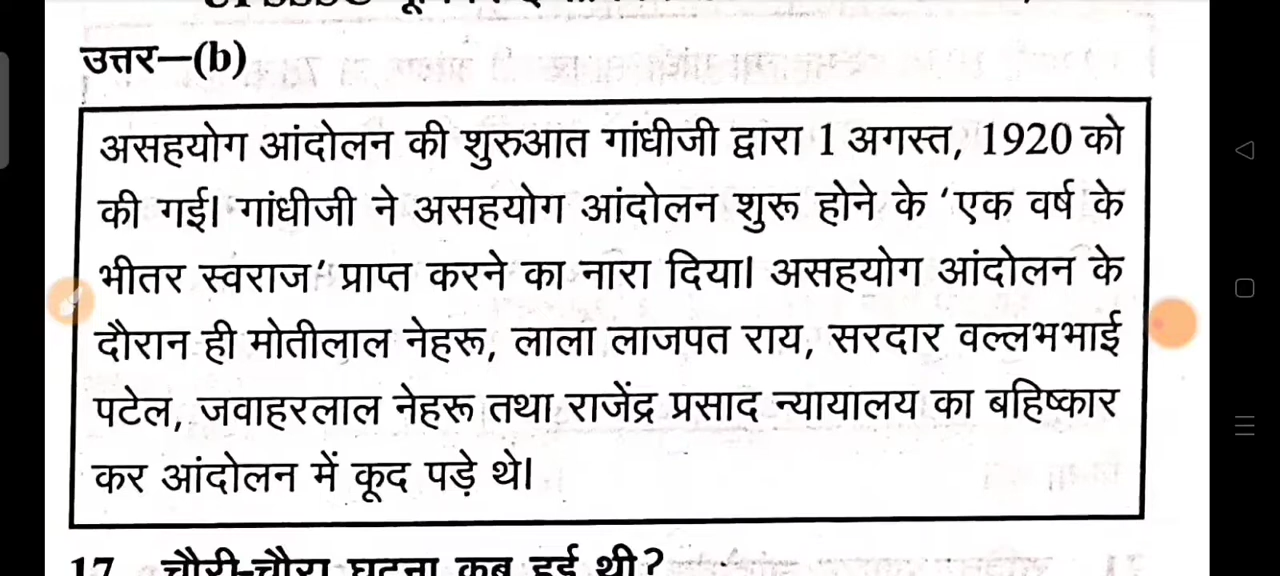 उत्तर—(b)
असहयोग आंदोलन की शुरुआत गांधीजी द्वारा 1 अगस्त, 1920 को
की गई। गांधीजी ने असहयोग आंदोलन शुरू होने के ‘एक वर्ष के
भीतर स्वराज’ प्राप्त करने का नारा दिया। असहयोग आंदोलन के
दौरान ही मोतीलाल नेहरू, लाला लाजपत राय, सरदार वल्लभभाई
पटेल, जवाहरलाल नेहरू तथा राजेंद्र प्रसाद न्यायालय का बहिष्कार
कर आंदोलन में कूद पड़े थे।
17. चौरी-चौरा घटना कब हुई थी?